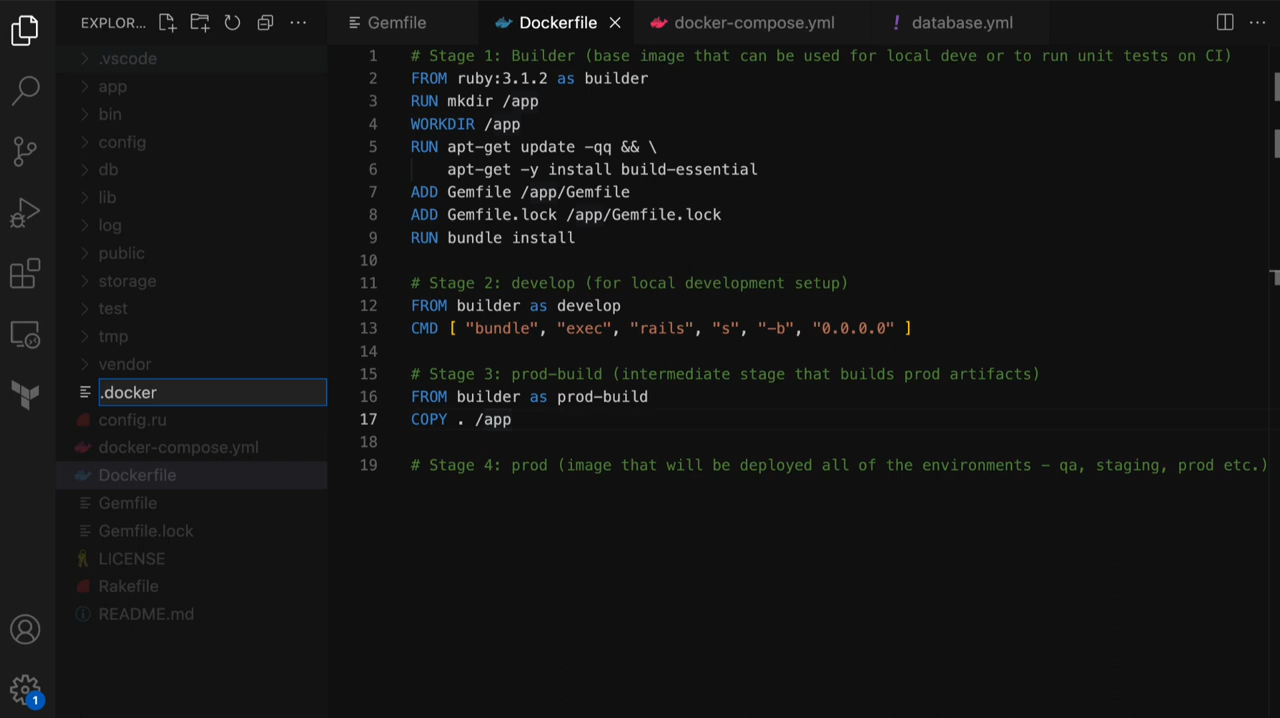 EXPLOR... ···
Gemfile
Dockerfile
docker-compose.yml
! database.yml
···
.vscode
app
bin
config
db
lib
log
public
storage
test
tmp
vendor
.docker
config.ru
docker-compose.yml
Dockerfile
Gemfile
Gemfile.lock
LICENSE
Rakefile
README.md
1
1 # Stage 1: Builder (base image that can be used for local deve or to run unit tests on CI)
2 FROM ruby:3.1.2 as builder
3 RUN mkdir /app
4 WORKDIR /app
5 RUN apt-get update -qq && \
6 apt-get -y install build-essential
7 ADD Gemfile /app/Gemfile
8 ADD Gemfile.lock /app/Gemfile.lock
9 RUN bundle install
10
11 # Stage 2: develop (for local development setup)
12 FROM builder as develop
13 CMD [ "bundle", "exec", "rails", "s", "-b", "0.0.0.0" ]
14
15 # Stage 3: prod-build (intermediate stage that builds prod artifacts)
16 FROM builder as prod-build
17 COPY . /app
18
19 # Stage 4: prod (image that will be deployed all of the environments - qa, staging, prod etc.)